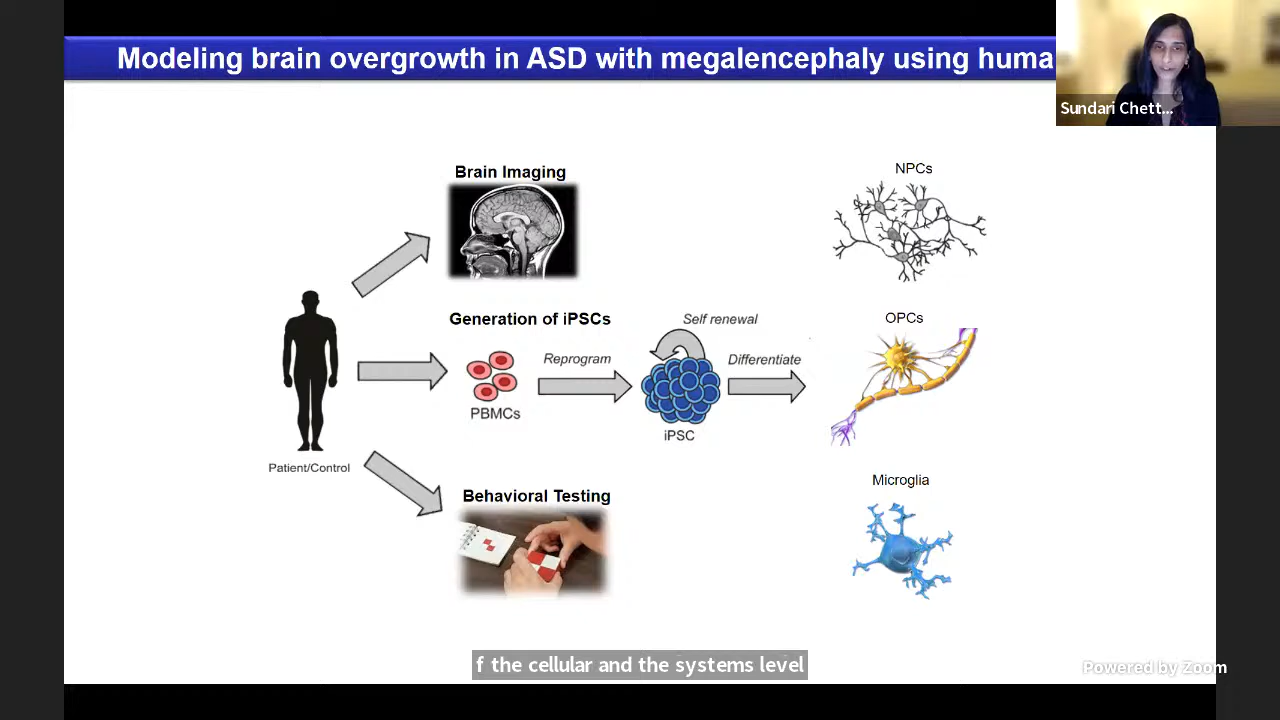 Modeling brain overgrowth in ASD with megalencephaly using huma
Sundari Chett...
Brain Imaging
NPCs
Generation of iPSCs
Self renewal
OPCs
Reprogram
Differentiate
PBMCs
iPSC
Patient/Control
Behavioral Testing
Microglia
f the cellular and the systems level
Powered by Zoom